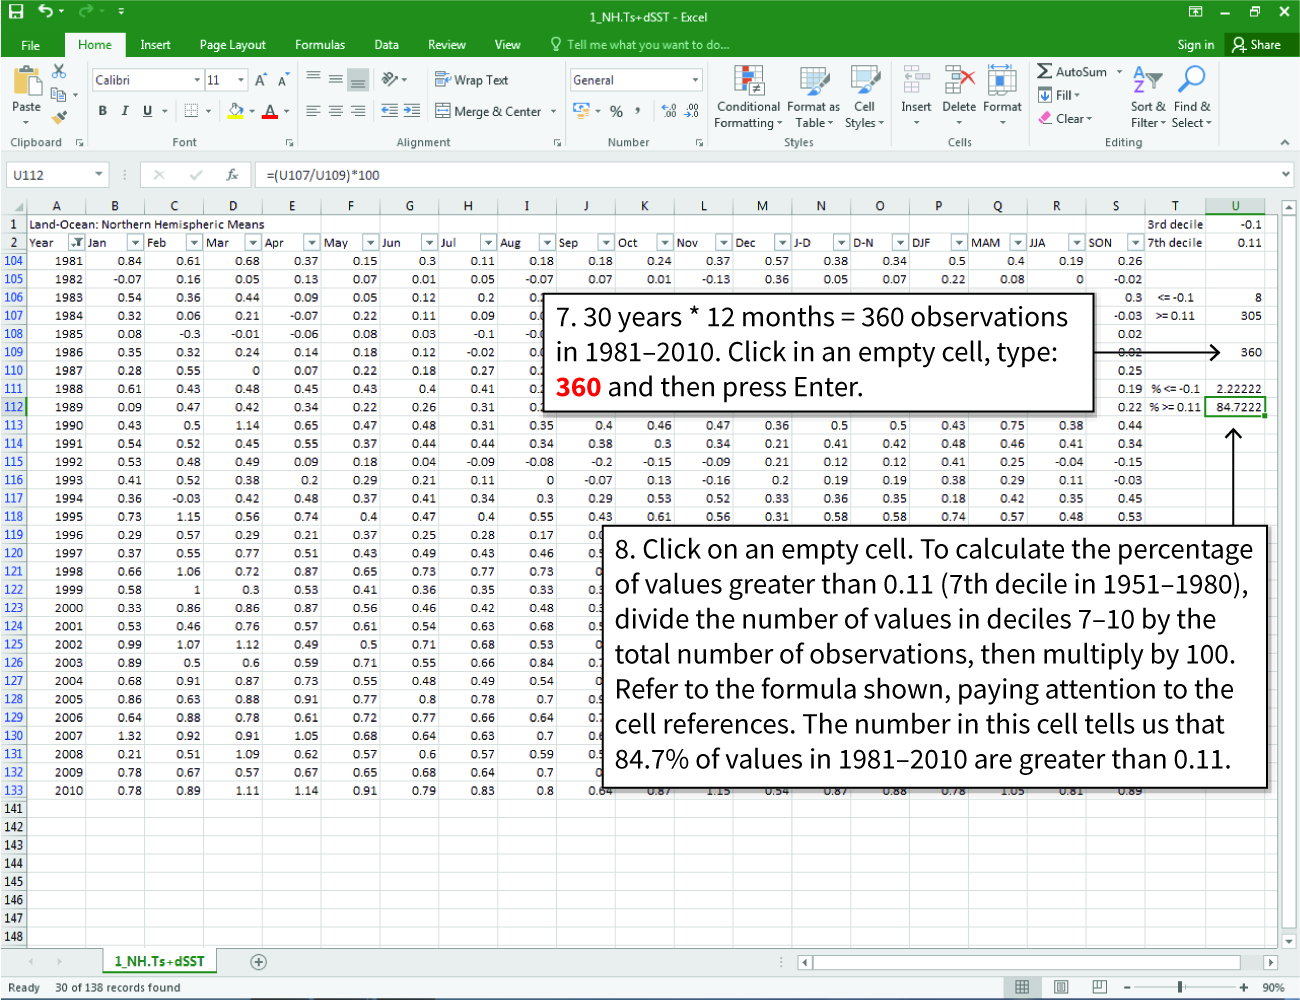 1_NH.Ts+dSST - Excel
File Home Insert Page Layout Formulas Data Review View Tell me what you want to do... Sign in Share
Calibri 11 Wrap Text General AutoSum
Paste Conditional Format as Cell Insert Delete Format Fill Sort & Find &
B I U Merge & Center % , Formatting Table Styles Clear Filter Select
Clipboard Font Alignment Number Styles Cells Editing
U112 fx =(U107/U109)*100
A B C D E F G H I J K L M N O P Q R S T U
1 Land-Ocean: Northern Hemispheric Means 3rd decile -0.1
2 Year Jan Feb Mar Apr May Jun Jul Aug Sep Oct Nov Dec J-D D-N DJF MAM JJA SON 7th decile 0.11
104 1981 0.84 0.61 0.68 0.37 0.15 0.3 0.11 0.18 0.18 0.24 0.37 0.57 0.38 0.34 0.5 0.4 0.19 0.26
105 1982 -0.07 0.16 0.05 0.13 0.07 0.01 0.05 -0.07 0.07 0.01 -0.13 0.36 0.05 0.07 0.22 0.08 0 -0.02
106 1983 0.54 0.36 0.44 0.09 0.05 0.12 0.2 0.3 <= -0.1 8
107 1984 0.32 0.06 0.21 -0.07 0.22 0.11 0.09 -0.03 >= 0.11 305
108 1985 0.08 -0.3 -0.01 -0.06 0.08 0.03 -0.1 0.02
109 1986 0.35 0.32 0.24 0.14 0.18 0.12 -0.02 0.02 360
110 1987 0.28 0.55 0 0.07 0.22 0.18 0.27 0.25
111 1988 0.61 0.43 0.48 0.45 0.43 0.4 0.41 0.19 % <= -0.1 2.22222
112 1989 0.09 0.47 0.42 0.34 0.22 0.26 0.31 0.22 % >= 0.11 84.7222
7. 30 years * 12 months = 360 observations
in 1981–2010. Click in an empty cell, type:
360 and then press Enter.
113 1990 0.43 0.5 1.14 0.65 0.47 0.48 0.31 0.35 0.4 0.46 0.47 0.36 0.5 0.5 0.43 0.75 0.38 0.44
114 1991 0.54 0.52 0.45 0.55 0.37 0.44 0.44 0.34 0.38 0.3 0.34 0.21 0.41 0.42 0.48 0.46 0.41 0.34
115 1992 0.53 0.48 0.49 0.09 0.18 0.04 -0.09 -0.08 -0.2 -0.15 -0.09 0.21 0.12 0.12 0.41 0.25 -0.04 -0.15
116 1993 0.41 0.52 0.38 0.2 0.29 0.21 0.11 0 -0.07 0.13 -0.16 0.2 0.19 0.19 0.38 0.29 0.11 -0.03
117 1994 0.36 -0.03 0.42 0.48 0.37 0.41 0.34 0.3 0.29 0.53 0.52 0.33 0.36 0.35 0.18 0.42 0.35 0.45
118 1995 0.73 1.15 0.56 0.74 0.4 0.47 0.4 0.55 0.43 0.61 0.56 0.31 0.58 0.58 0.74 0.57 0.48 0.53
119 1996 0.29 0.57 0.29 0.21 0.37 0.25 0.28 0.17
120 1997 0.37 0.55 0.77 0.51 0.43 0.49 0.43 0.46
121 1998 0.66 1.06 0.72 0.87 0.65 0.73 0.77 0.73
122 1999 0.58 1 0.3 0.53 0.41 0.36 0.35 0.33
123 2000 0.33 0.86 0.86 0.87 0.56 0.46 0.42 0.48
124 2001 0.53 0.46 0.76 0.57 0.61 0.54 0.63 0.68
125 2002 0.99 1.07 1.12 0.49 0.5 0.71 0.68 0.53
126 2003 0.89 0.5 0.6 0.59 0.71 0.55 0.66 0.84
127 2004 0.68 0.91 0.87 0.73 0.55 0.48 0.49 0.54
128 2005 0.86 0.63 0.88 0.91 0.77 0.8 0.78 0.7
129 2006 0.64 0.88 0.78 0.61 0.72 0.77 0.66 0.64
130 2007 1.32 0.92 0.91 1.05 0.68 0.64 0.63 0.7
131 2008 0.21 0.51 1.09 0.62 0.57 0.6 0.57 0.59
132 2009 0.78 0.67 0.57 0.67 0.65 0.68 0.64 0.7
133 2010 0.78 0.89 1.11 1.14 0.91 0.79 0.83 0.8 0.64 0.87 1.15 0.54 0.87 0.88 0.78 1.05 0.81 0.89
8. Click on an empty cell. To calculate the percentage
of values greater than 0.11 (7th decile in 1951–1980),
divide the number of values in deciles 7–10 by the
total number of observations, then multiply by 100.
Refer to the formula shown, paying attention to the
cell references. The number in this cell tells us that
84.7% of values in 1981–2010 are greater than 0.11.
141
142
143
144
145
146
147
148
1_NH.Ts+dSST
Ready 30 of 138 records found 90%